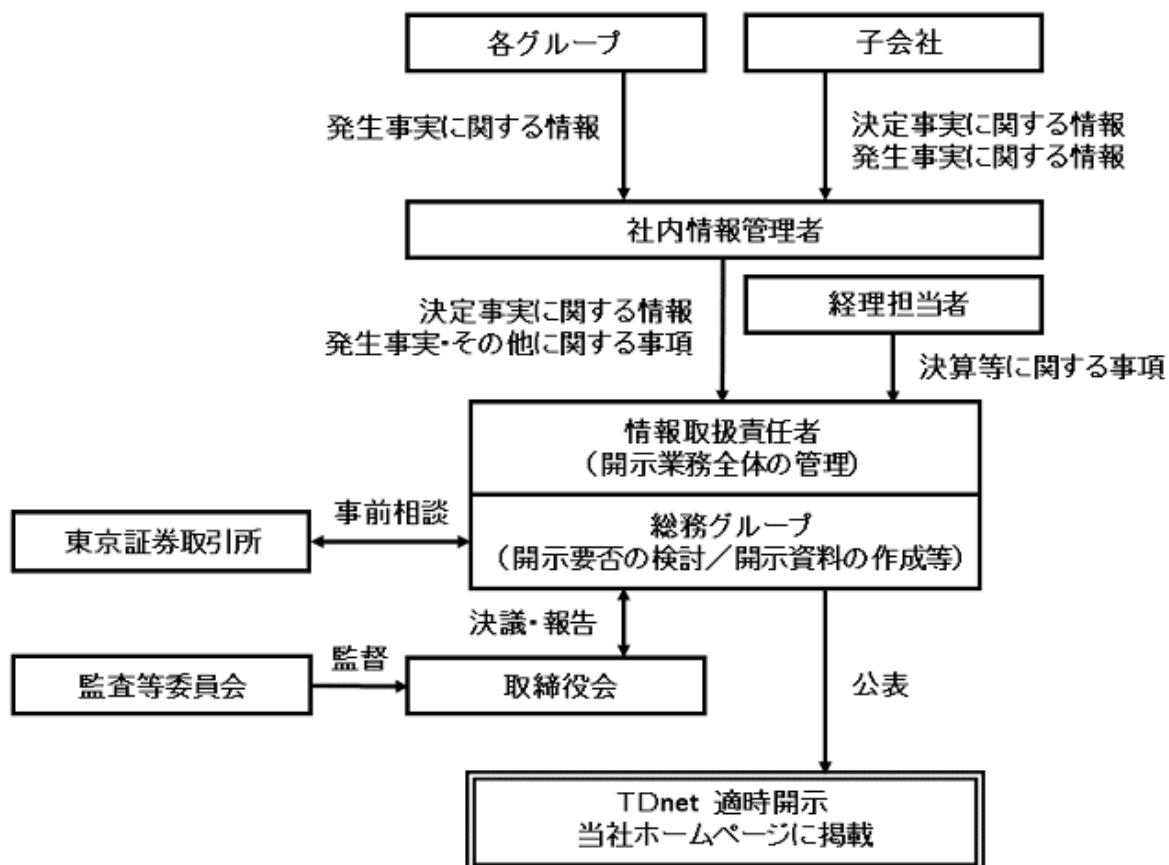 各グループ
子会社
発生事実に関する情報
決定事実に関する情報
発生事実に関する情報
社内情報管理者
決定事実に関する情報
発生事実・その他に関する事項
経理担当者
決算等に関する事項
情報取扱責任者
（開示業務全体の管理）
東京証券取引所
事前相談
総務グループ
（開示要否の検討／開示資料の作成等）
決議・報告
監査等委員会
監督
取締役会
公表
TDnet 適時開示
当社ホームページに掲載